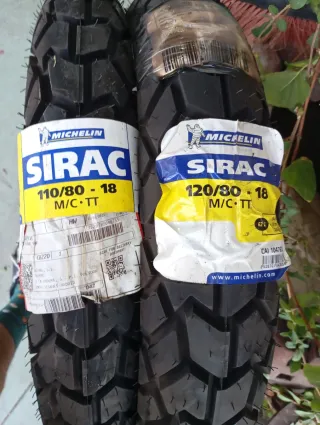 MICHELIN
SIRAC
110/80 - 18
M/C • TT
MICHELIN
SIRAC
120/80 - 18
M/C • TT
www.michelin.com